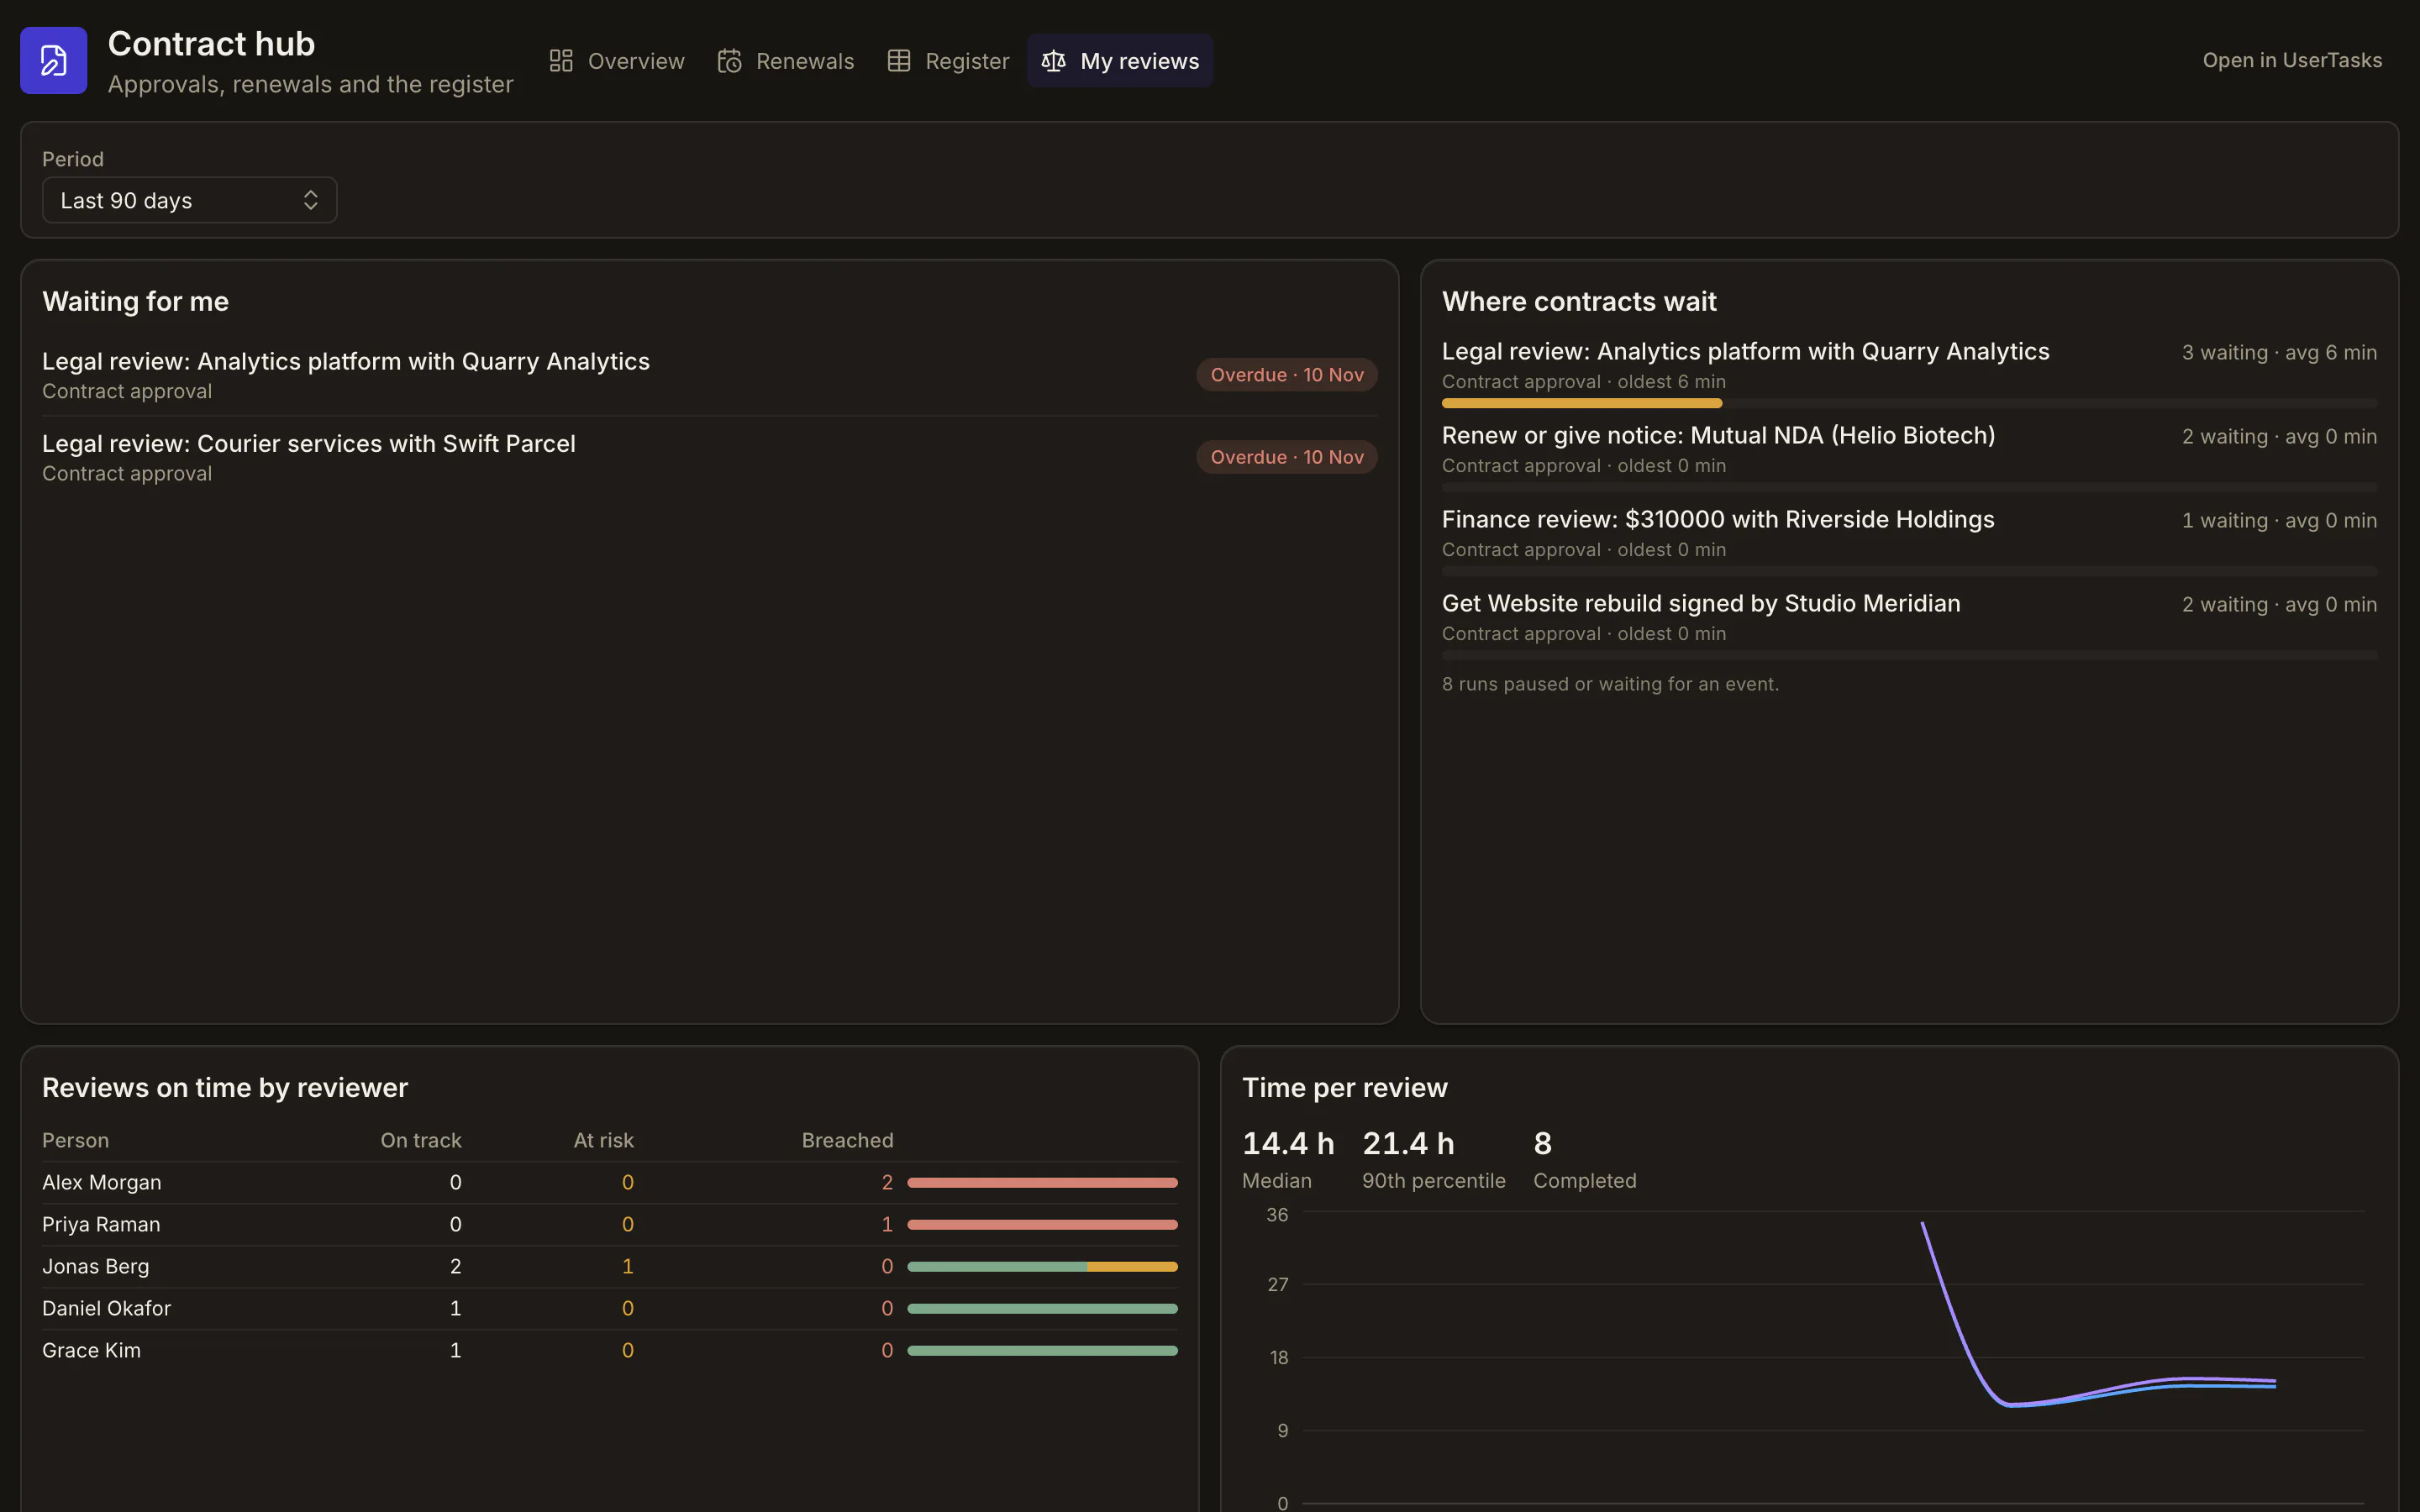 Contract hub
Approvals, renewals and the register
Overview
Renewals
Register
My reviews
Open in UserTasks
Period
Last 90 days
Waiting for me
Legal review: Analytics platform with Quarry Analytics
Contract approval
Overdue · 10 Nov
Legal review: Courier services with Swift Parcel
Contract approval
Overdue · 10 Nov
Where contracts wait
Legal review: Analytics platform with Quarry Analytics
3 waiting · avg 6 min
Contract approval · oldest 6 min
Renew or give notice: Mutual NDA (Helio Biotech)
2 waiting · avg 0 min
Contract approval · oldest 0 min
Finance review: $310000 with Riverside Holdings
1 waiting · avg 0 min
Contract approval · oldest 0 min
Get Website rebuild signed by Studio Meridian
2 waiting · avg 0 min
Contract approval · oldest 0 min
8 runs paused or waiting for an event.
Reviews on time by reviewer
Person On track At risk Breached
Alex Morgan 0 0 2
Priya Raman 0 0 1
Jonas Berg 2 1 0
Daniel Okafor 1 0 0
Grace Kim 1 0 0
Time per review
14.4 h 21.4 h 8
Median 90th percentile Completed
36
27
18
9
0